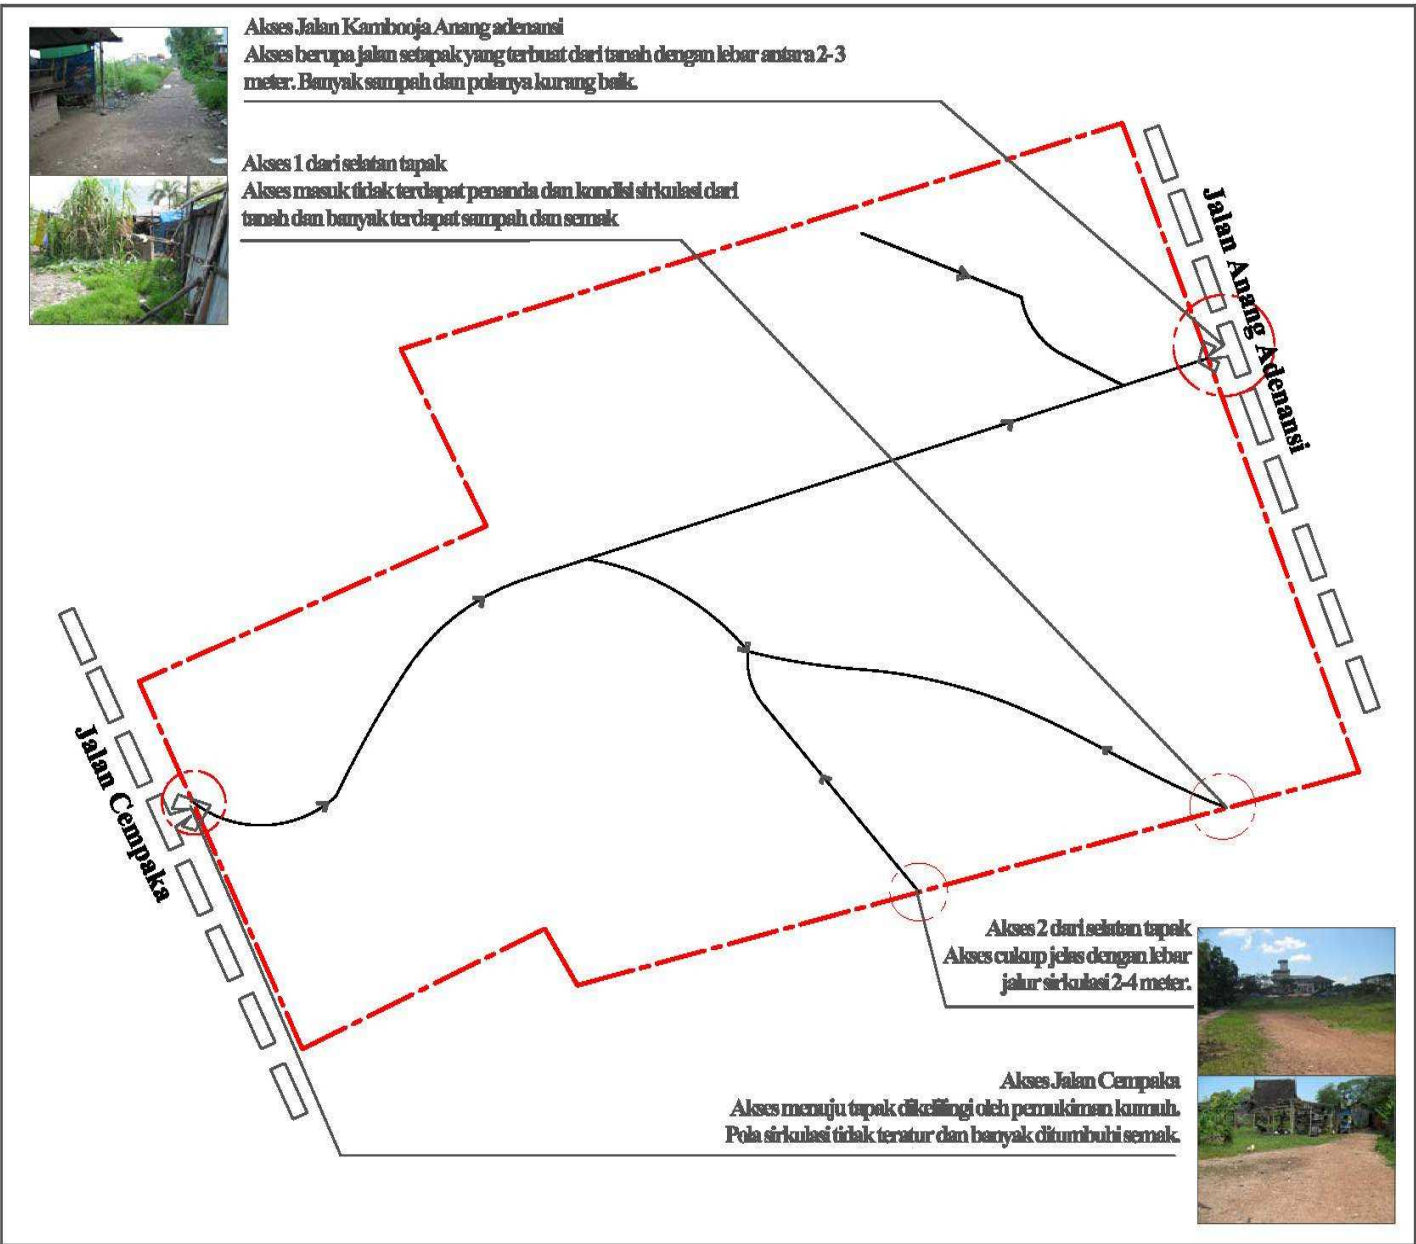 Akses Jalan Kambooja Anang adenansi
Akses berupa jalan setapak yang terbuat dari tanah dengan lebar antara 2-3
meter. Banyak sampah dan polanya kurang baik.
Akses 1 dari selatan tapak
Akses masuk tidak terdapat penanda dan kondisi sirkulasi dari
tanah dan banyak terdapat sampah dan semak
Jalan Anang Adenansi
Jalan Cempaka
Akses 2 dari selatan tapak
Akses cukup jelas dengan lebar
jalur sirkulasi 2-4 meter.
Akses Jalan Cempaka
Akses menuju tapak dikelilingi oleh pemukiman kumuh.
Pola sirkulasi tidak teratur dan banyak ditumbuhi semak.